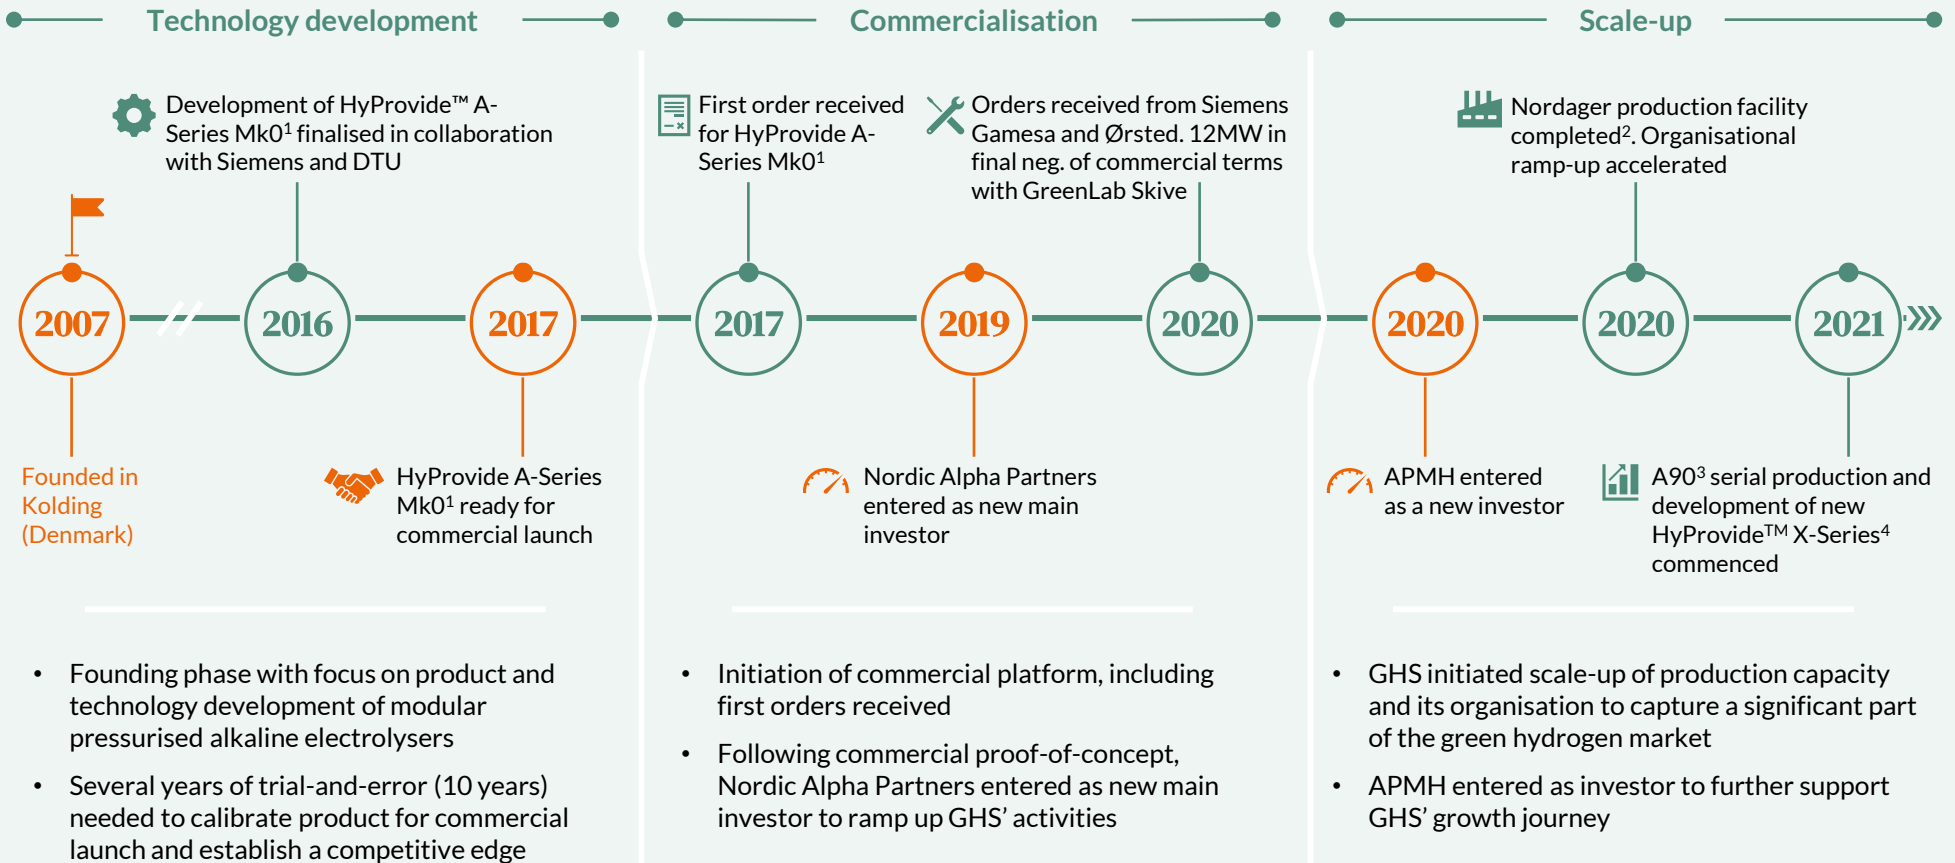 Technology development
Commercialisation
Scale-up
Development of HyProvide™ A-
Series Mk0¹ finalised in collaboration
with Siemens and DTU
First order received
for HyProvide A-
Series Mk0¹
Orders received from Siemens
Gamesa and Ørsted. 12MW in
final neg. of commercial terms
with GreenLab Skive
Nordager production facility
completed². Organisational
ramp-up accelerated
2007
2016
2017
2017
2019
2020
2020
2020
2021
Founded in
Kolding
(Denmark)
HyProvide A-Series
Mk0¹ ready for
commercial launch
Nordic Alpha Partners
entered as new main
investor
APMH entered
as a new investor
A90³ serial production and
development of new
HyProvide™ X-Series⁴
commenced
• Founding phase with focus on product and
technology development of modular
pressurised alkaline electrolysers
• Several years of trial-and-error (10 years)
needed to calibrate product for commercial
launch and establish a competitive edge
• Initiation of commercial platform, including
first orders received
• Following commercial proof-of-concept,
Nordic Alpha Partners entered as new main
investor to ramp up GHS’ activities
• GHS initiated scale-up of production capacity
and its organisation to capture a significant part
of the green hydrogen market
• APMH entered as investor to further support
GHS’ growth journey